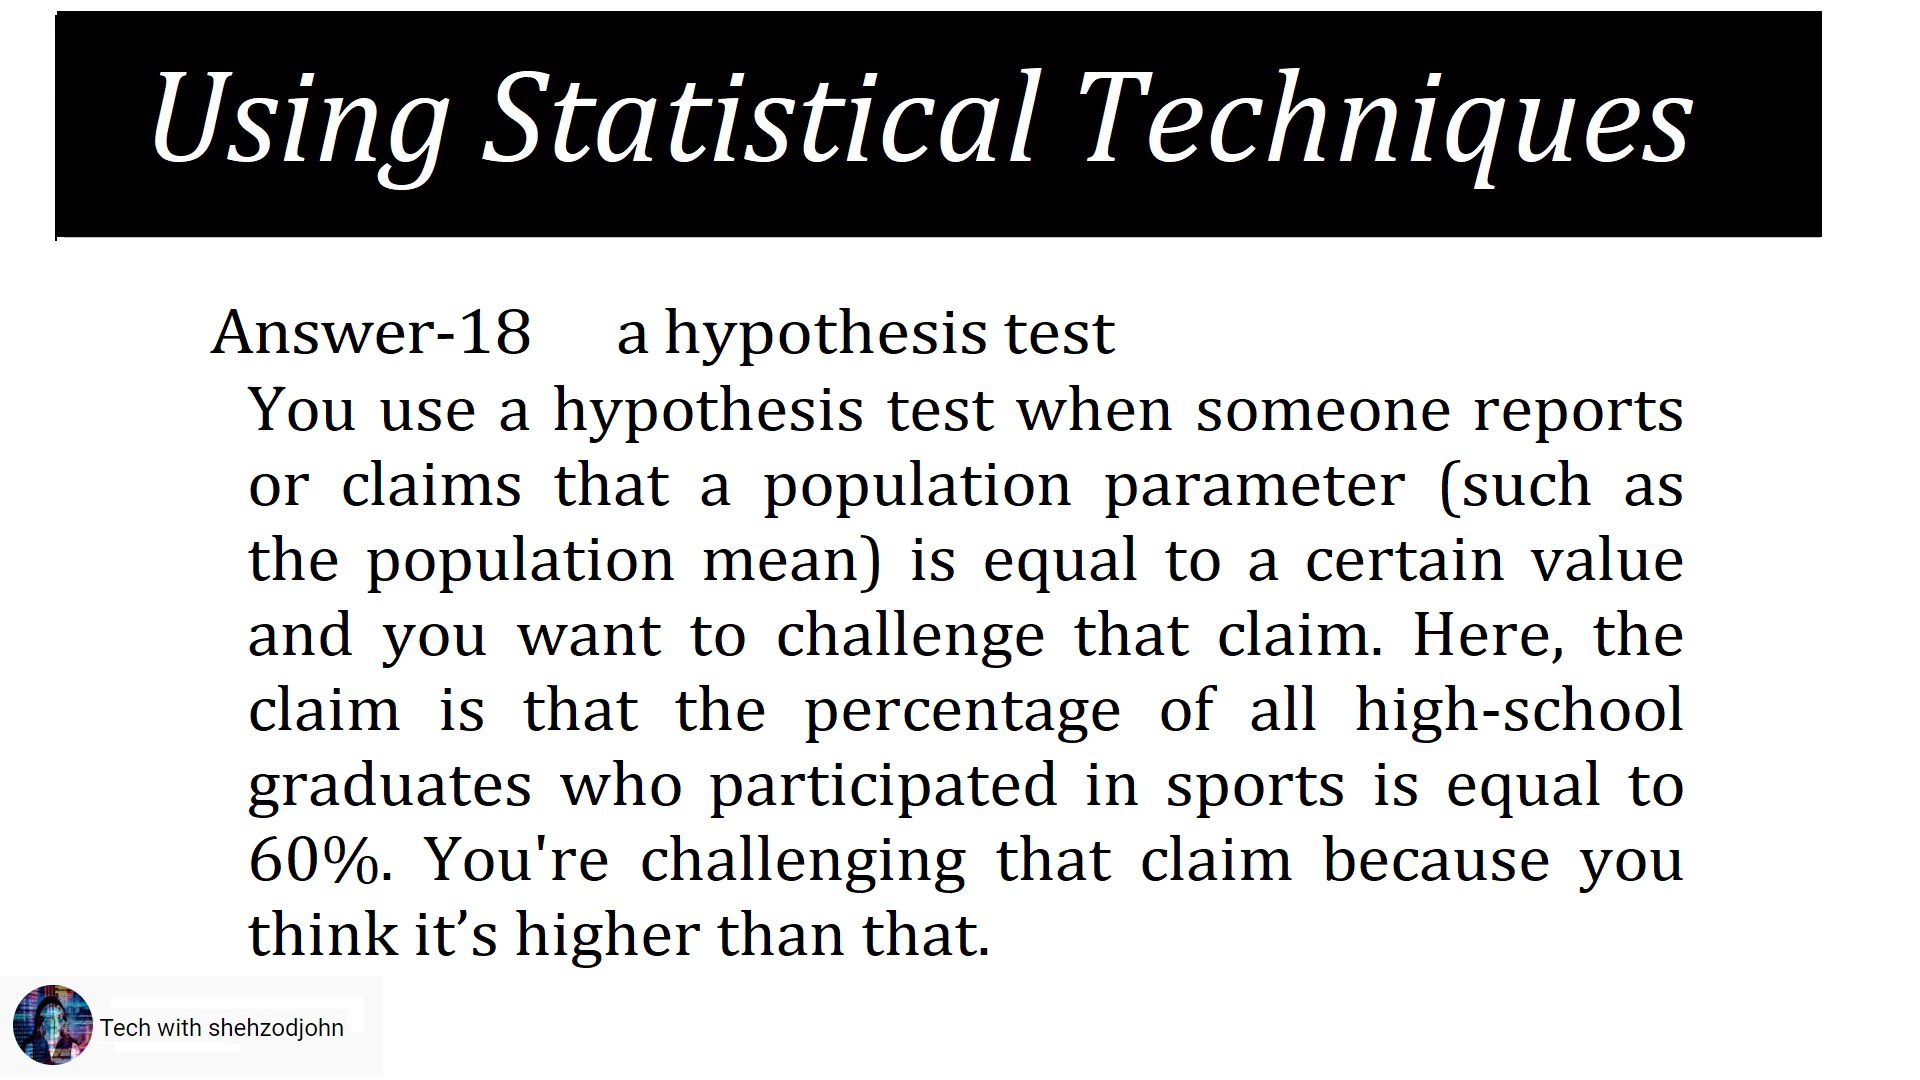 Using Statistical Techniques
Answer-18 a hypothesis test
You use a hypothesis test when someone reports
or claims that a population parameter (such as
the population mean) is equal to a certain value
and you want to challenge that claim. Here, the
claim is that the percentage of all high-school
graduates who participated in sports is equal to
60%. You're challenging that claim because you
think it’s higher than that.
Tech with shehzodjohn